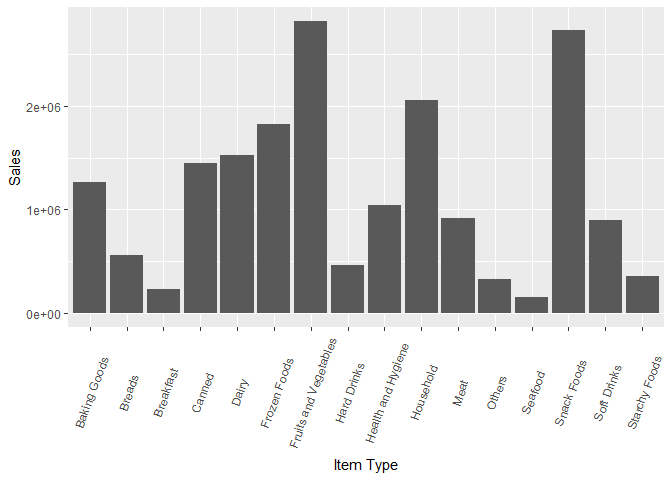 Sales
2e+06
1e+06
0e+00
Baking Goods
Breads
Breakfast
Canned
Dairy
Frozen Foods
Fruits and Vegetables
Hard Drinks
Health and Hygiene
Household
Meat
Others
Seafood
Snack Foods
Soft Drinks
Starchy Foods
Item Type